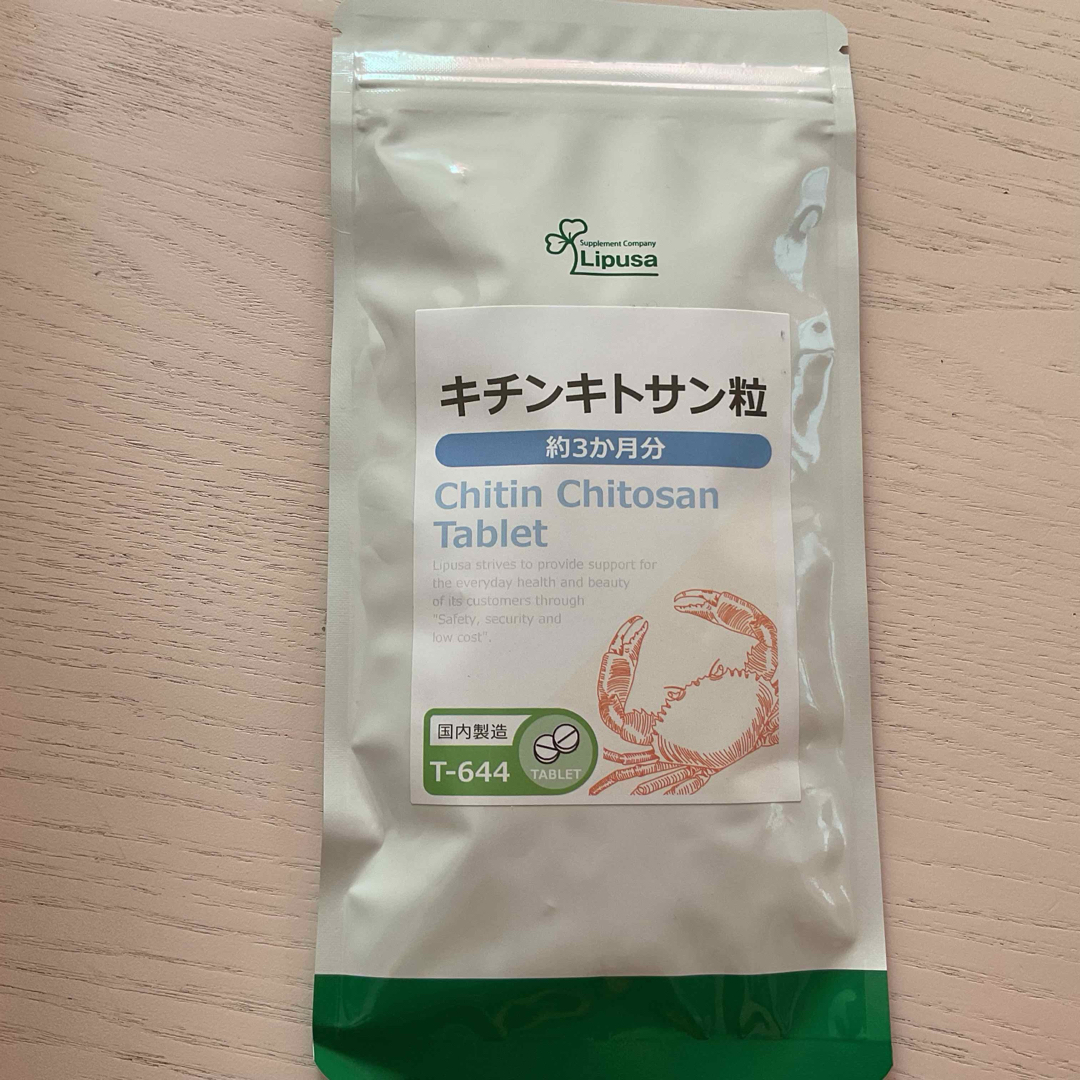 Supplement Company
Lipusa
キチンキトサン粒
約3か月分
Chitin Chitosan
Tablet
Lipusa strives to provide support for
the everyday health and beauty
of its customers through
"Safety, security and
low cost".
国内製造
T-644
TABLET